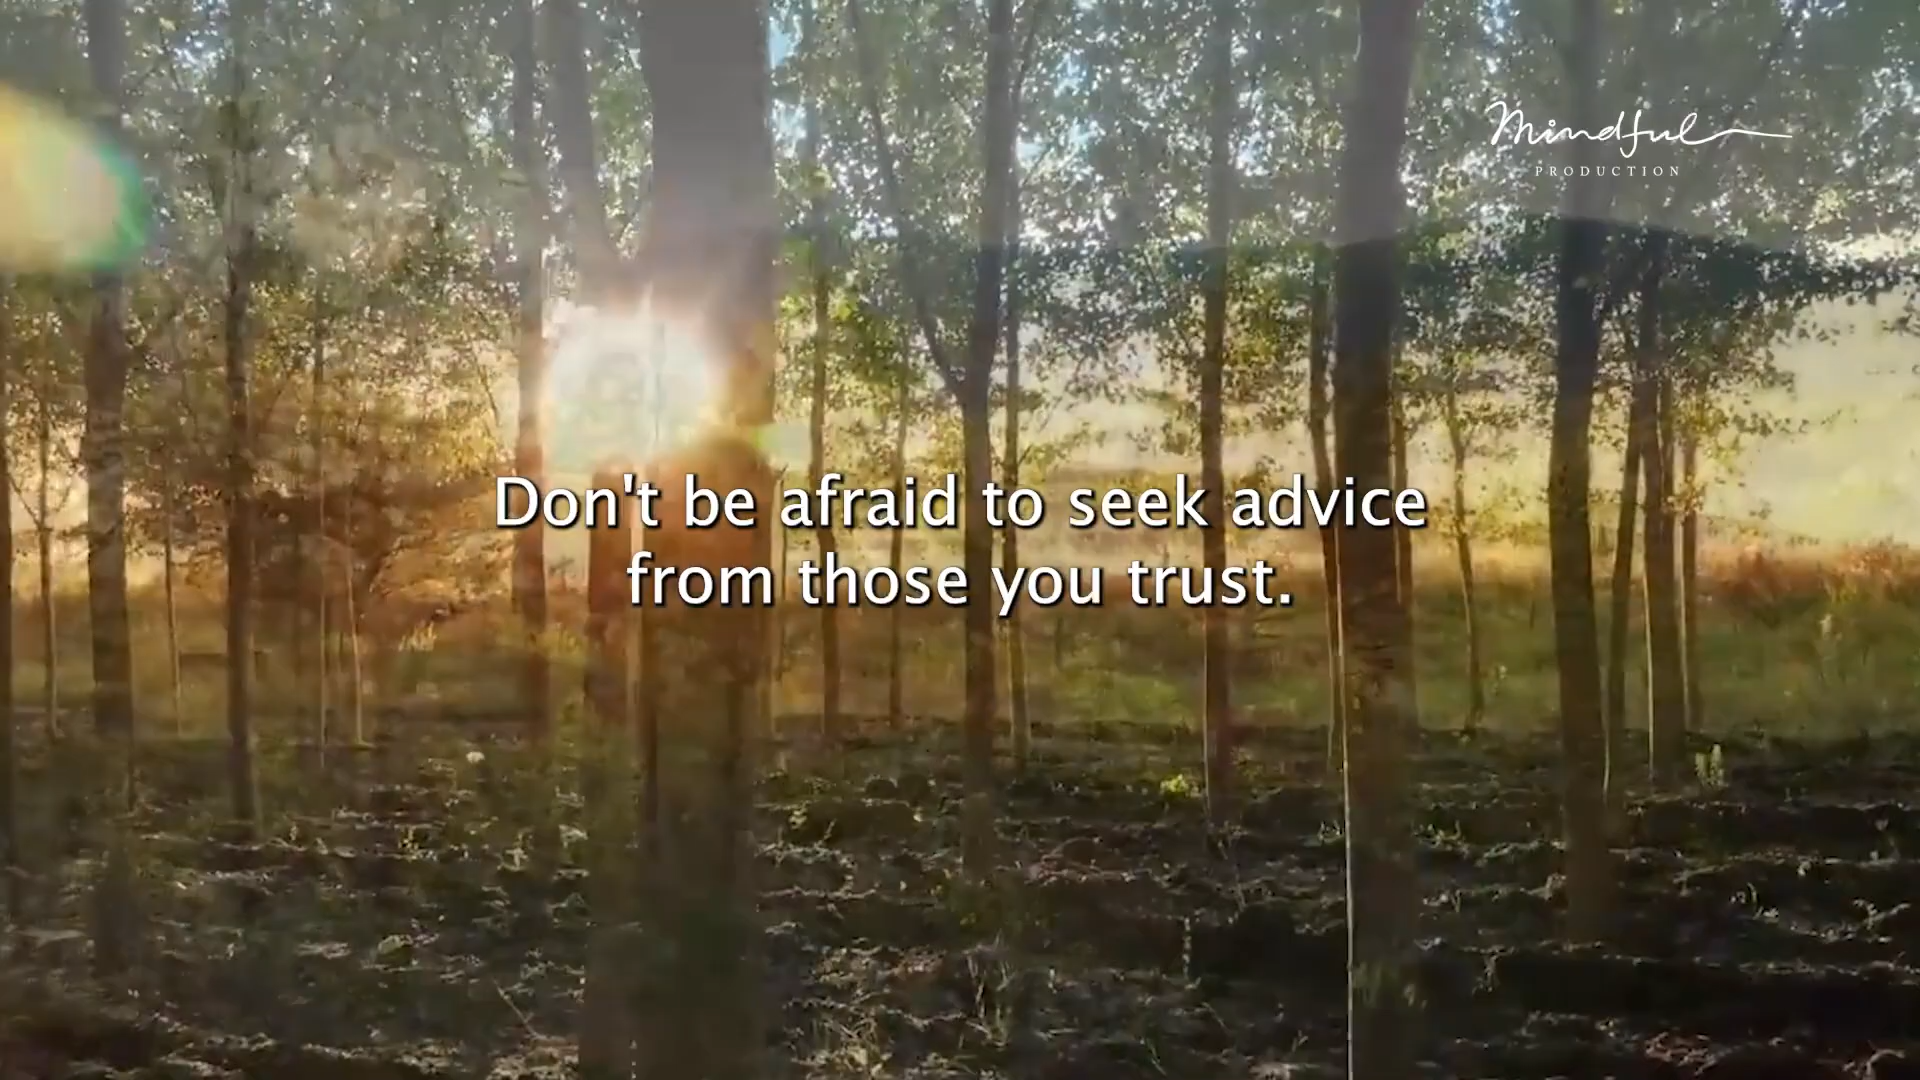 Mindful
PRODUCTION
Don't be afraid to seek advice
from those you trust.